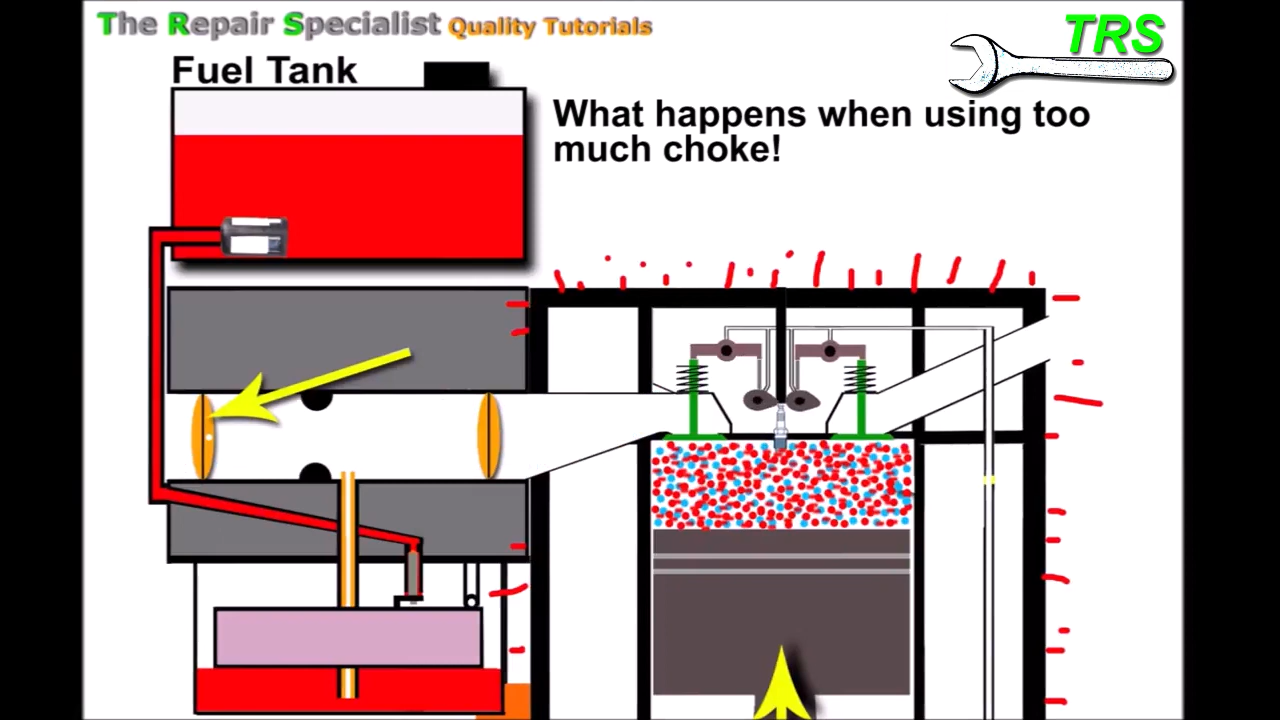 The Repair Specialist Quality Tutorials
TRS
Fuel Tank
What happens when using too
much choke!